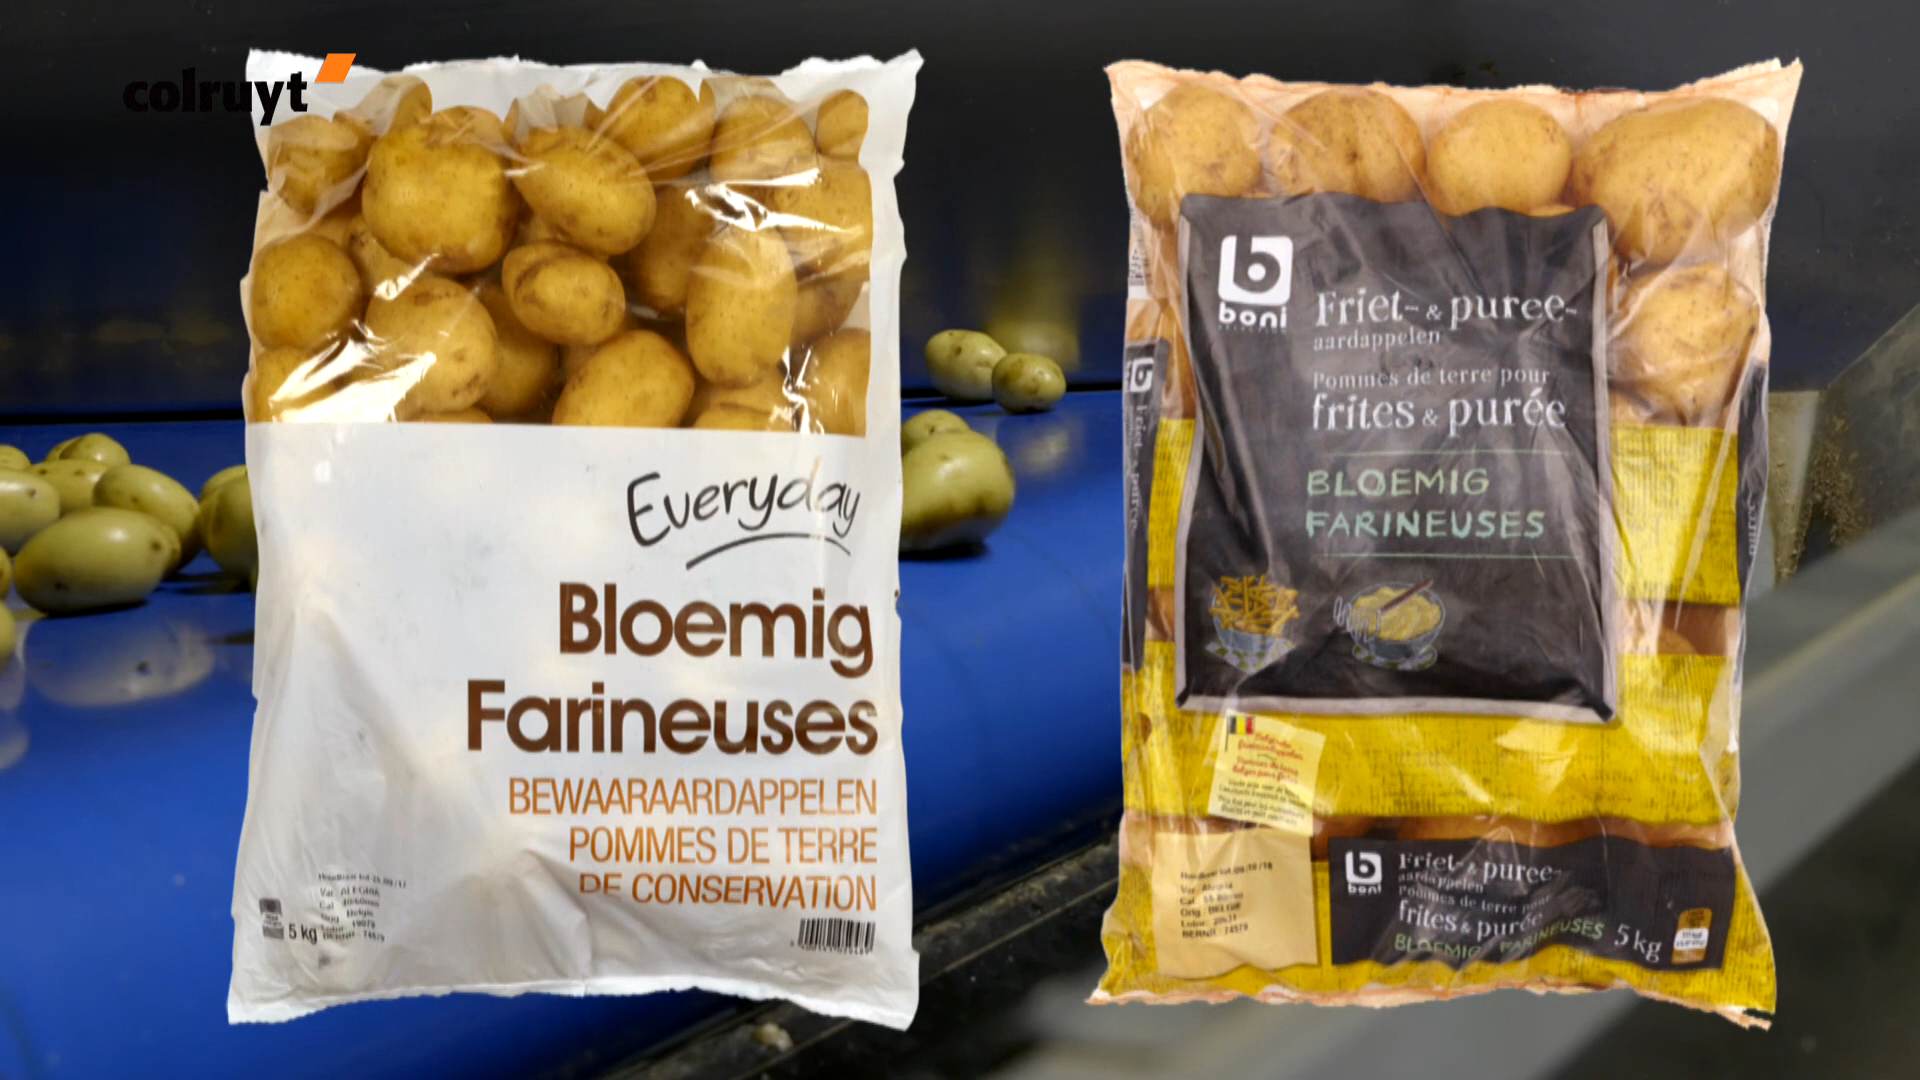 colruyt
Everyday
Bloemig
Farineuses
BEWAARAARDAPPELEN
POMMES DE TERRE
DE CONSERVATION
5 kg
boni
Friet- & puree-
aardappelen
Pommes de terre pour
frites & purée
BLOEMIG
FARINEUSES
boni
Friet- & puree-
aardappelen
Pommes de terre pour
frites & purée
BLOEMIG FARINEUSES
5 kg